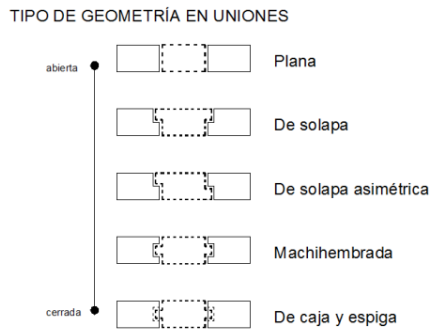 TIPO DE GEOMETRÍA EN UNIONES
abierta
Plana
De solapa
De solapa asimétrica
Machihembrada
cerrada
De caja y espiga